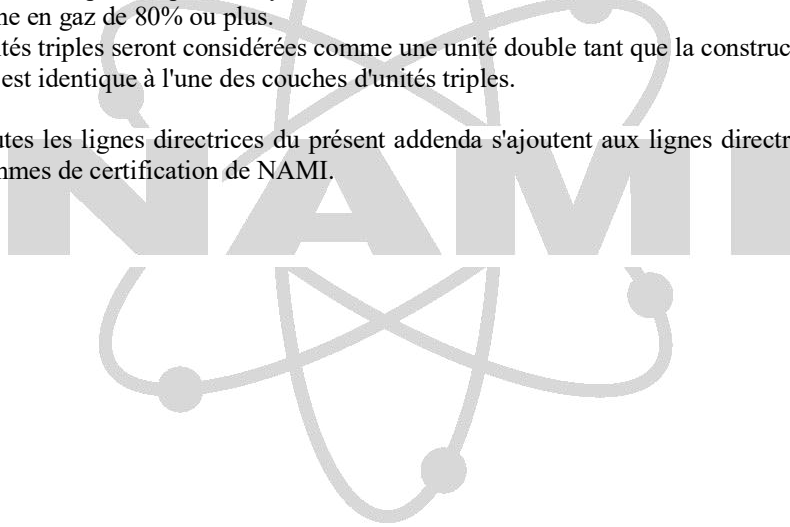 ne en gaz de 80% ou plus.
tés triples seront considérées comme une unité double tant que la construc
est identique à l'une des couches d'unités triples.
utes les lignes directrices du présent addenda s'ajoutent aux lignes directr
mmes de certification de NAMI.
NAMI